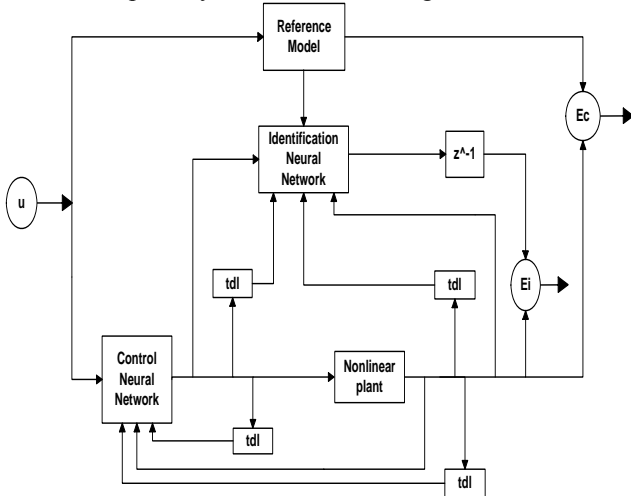 Reference
Model
Ec
Identification
Neural
Network
z^-1
u
tdl
tdl
Ei
Control
Neural
Network
Nonlinear
plant
tdl
tdl